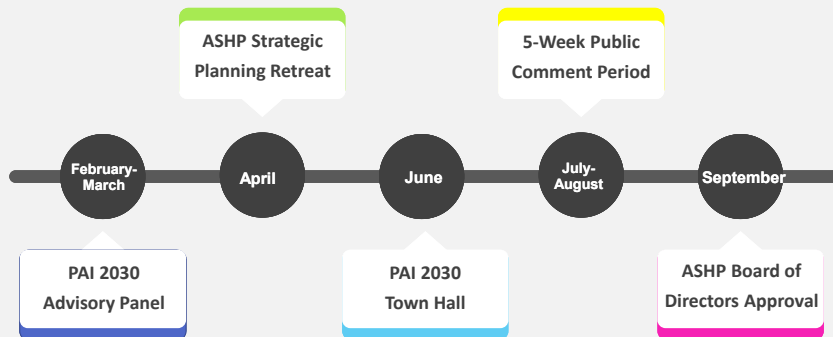 ASHP Strategic
Planning Retreat
5-Week Public
Comment Period
February-
March
April
June
July-
August
September
PAI 2030
Advisory Panel
PAI 2030
Town Hall
ASHP Board of
Directors Approval